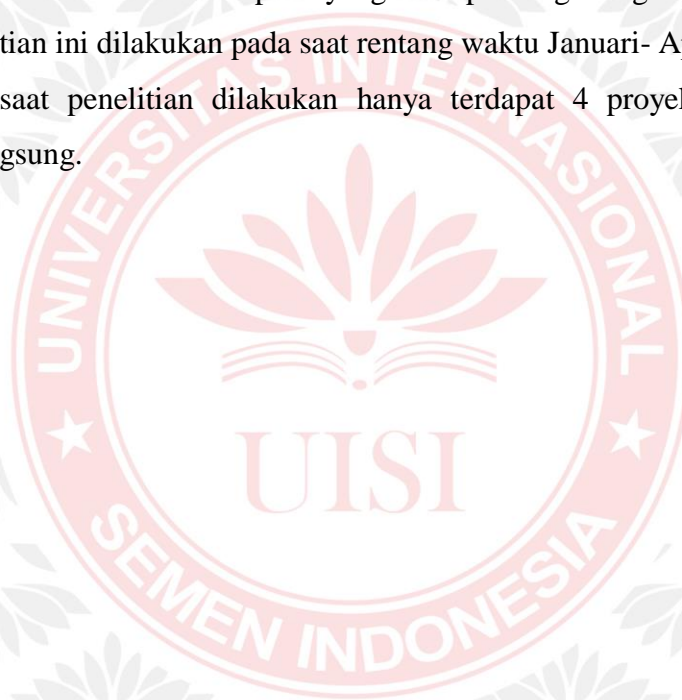 tian ini dilakukan pada saat rentang waktu Januari- A
saat penelitian dilakukan hanya terdapat 4 proyel
gsung.
UNIVERSITAS INTERNASIONAL
UISI
SEMEN INDONESIA